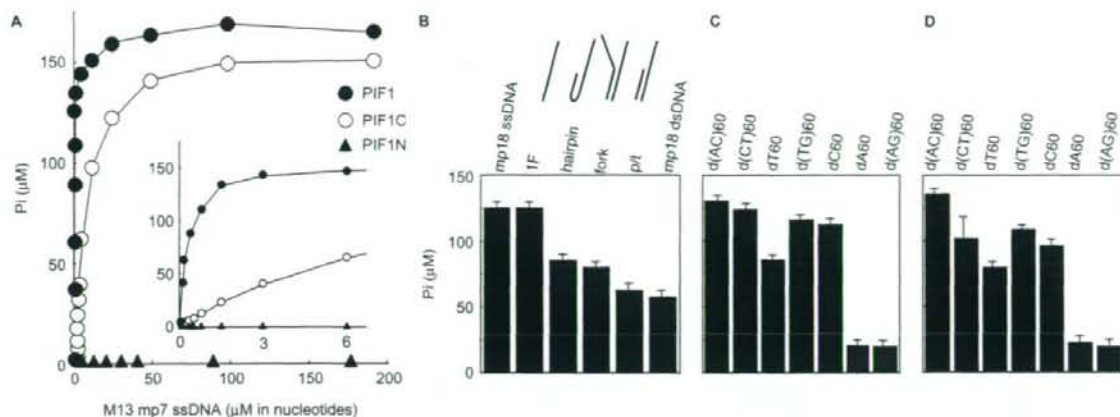 A
B
C
D
Pi (μM)
150
100
50
0
0
50
100
150
200
M13 mp7 ssDNA (μM in nucleotides)
PIF1
PIF1C
PIF1N
150
100
50
0
0
3
6
mp18 ssDNA
1F
hairpin
fork
p/t
mp18 dsDNA
Pi (μM)
150
100
50
0
d(AC)60
d(CT)60
dT60
d(TG)60
dC60
dA60
d(AG)60
d(AC)60
d(CT)60
dT60
d(TG)60
dC60
dA60
d(AG)60